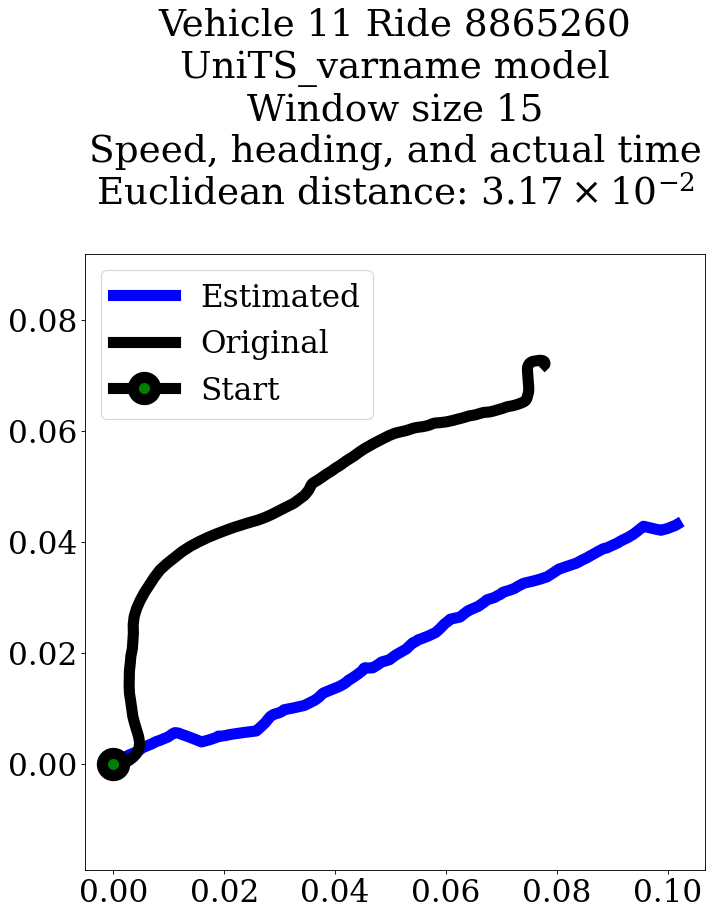 Vehicle 11 Ride 8865260
UniTS_varname model
Window size 15
Speed, heading, and actual time
Euclidean distance: 3.17 × 10⁻²
Estimated
Original
Start
0.08
0.06
0.04
0.02
0.00
0.00 0.02 0.04 0.06 0.08 0.10